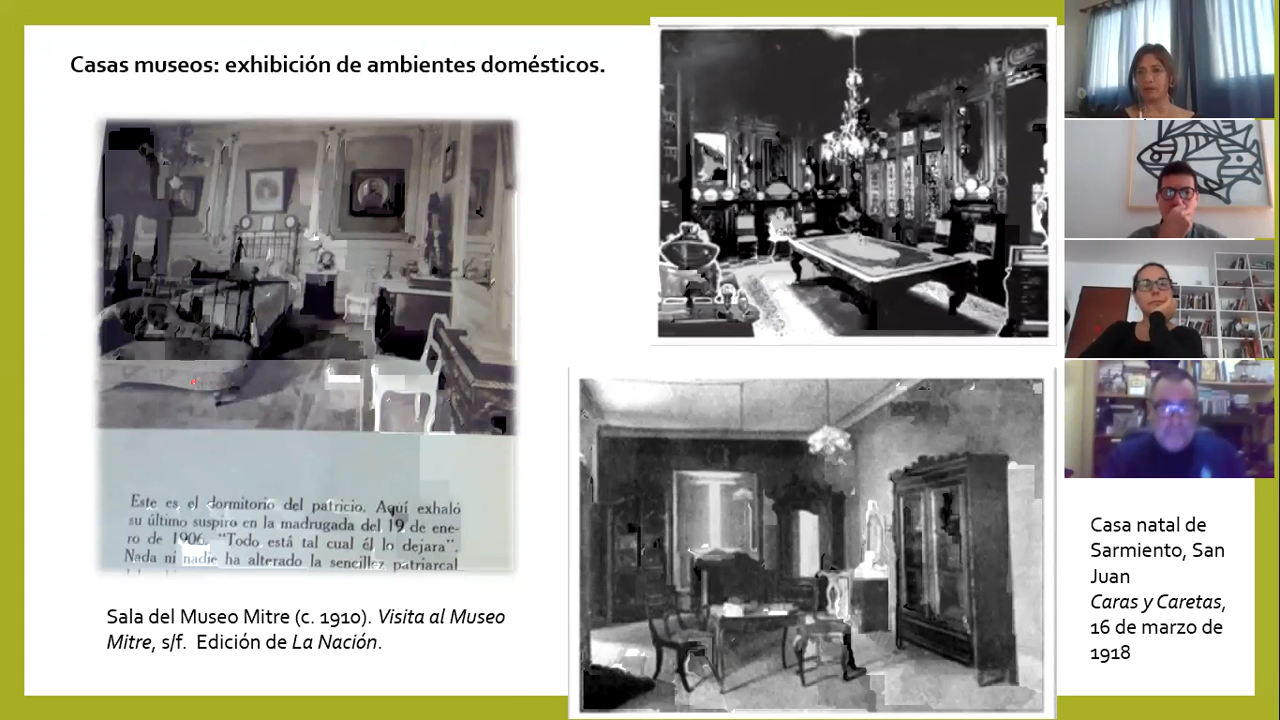 Casas museos: exhibición de ambientes domésticos.
Este es el dormitorio del patricio. Aquí exhaló
su último suspiro en la madrugada del 19 de ene-
ro de 1906. “Todo está tal cual él lo dejara”.
Nada ni nadie ha alterado la sencillez patriarcal
Sala del Museo Mitre (c. 1910). Visita al Museo
Mitre, s/f. Edición de La Nación.
Casa natal de
Sarmiento, San
Juan
Caras y Caretas,
16 de marzo de
1918